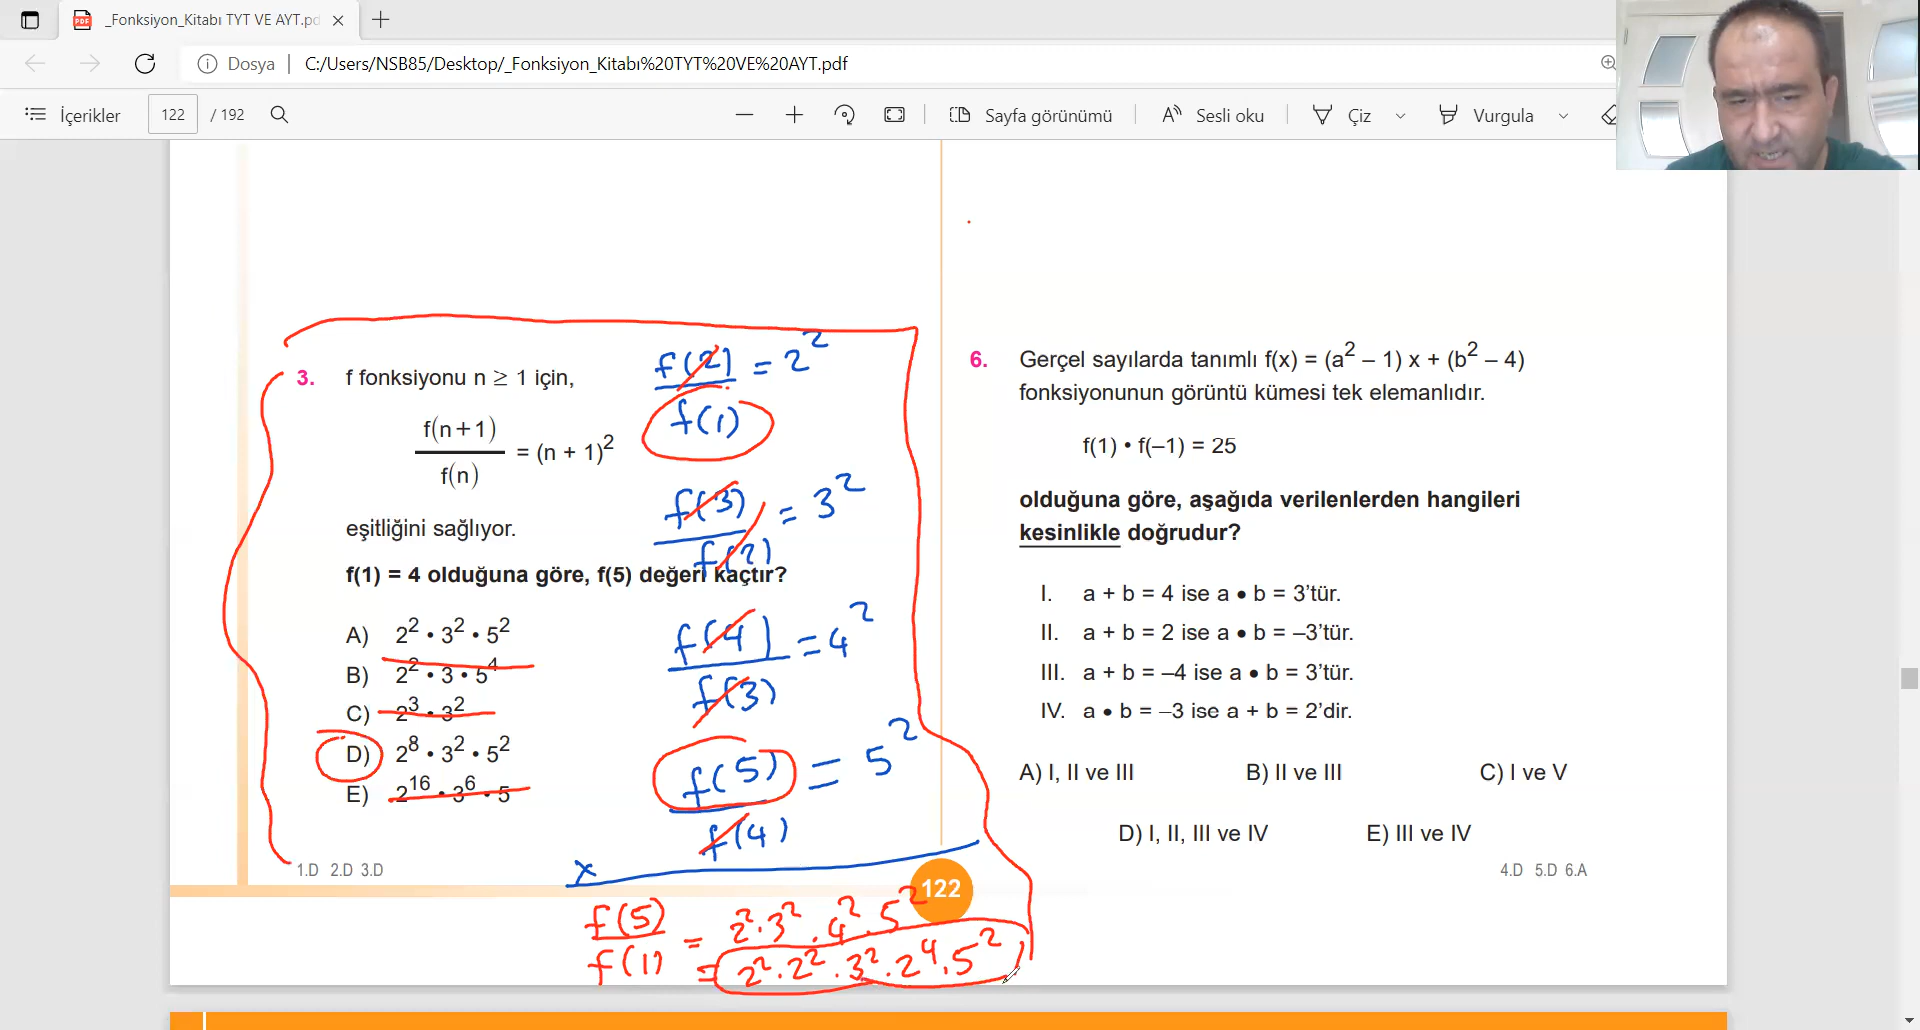 _Fonksiyon_Kitabı TYT VE AYT.pd
Dosya | C:/Users/NSB85/Desktop/_Fonksiyon_Kitabı%20TYT%20VE%20AYT.pdf
İçerikler 122 / 192 Sayfa görünümü Sesli oku Çiz Vurgula
3. f fonksiyonu n ≥ 1 için,
f(n+1)
/ f(n) = (n + 1)²
eşitliğini sağlıyor.
f(1) = 4 olduğuna göre, f(5) değeri kaçtır?
A) 2² • 3² • 5²
B) 2² • 3 • 5⁴
C) 2³ • 3²
D) 2⁸ • 3² • 5²
E) 2¹⁶ • 3⁶ • 5
1.D 2.D 3.D
f(2) / f(1) = 2²
f(3) / f(2) = 3²
f(4) / f(3) = 4²
f(5) / f(4) = 5²
x
f(5) / f(1) = 2² . 3² . 4² . 5²
= 2² . 2² . 3² . 2⁴ . 5²
122
6. Gerçel sayılarda tanımlı f(x) = (a² – 1) x + (b² – 4)
fonksiyonunun görüntü kümesi tek elemanlıdır.
f(1) • f(–1) = 25
olduğuna göre, aşağıda verilenlerden hangileri
kesinlikle doğrudur?
I. a + b = 4 ise a • b = 3’tür.
II. a + b = 2 ise a • b = –3’tür.
III. a + b = –4 ise a • b = 3’tür.
IV. a • b = –3 ise a + b = 2’dir.
A) I, II ve III B) II ve III C) I ve V
D) I, II, III ve IV E) III ve IV
4.D 5.D 6.A